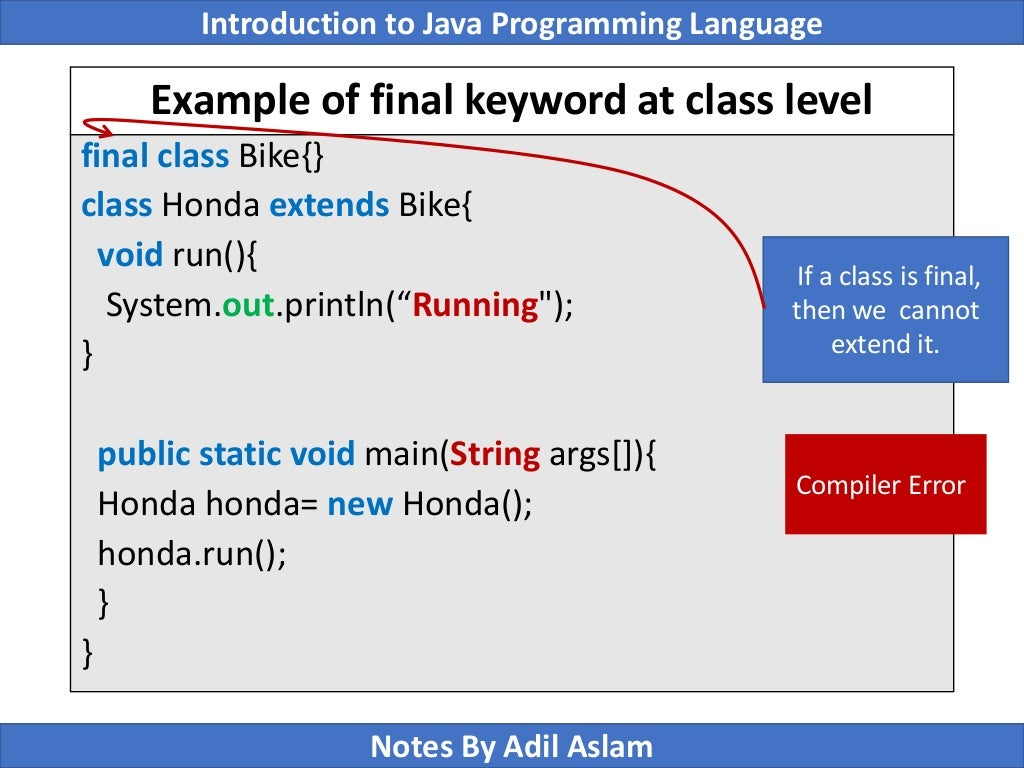 Introduction to Java Programming Language
Example of final keyword at class level
final class Bike{}
class Honda extends Bike{
void run(){
System.out.println(“Running");
}
If a class is final,
then we cannot
extend it.
public static void main(String args[]){
Honda honda= new Honda();
honda.run();
}
}
Compiler Error
Notes By Adil Aslam